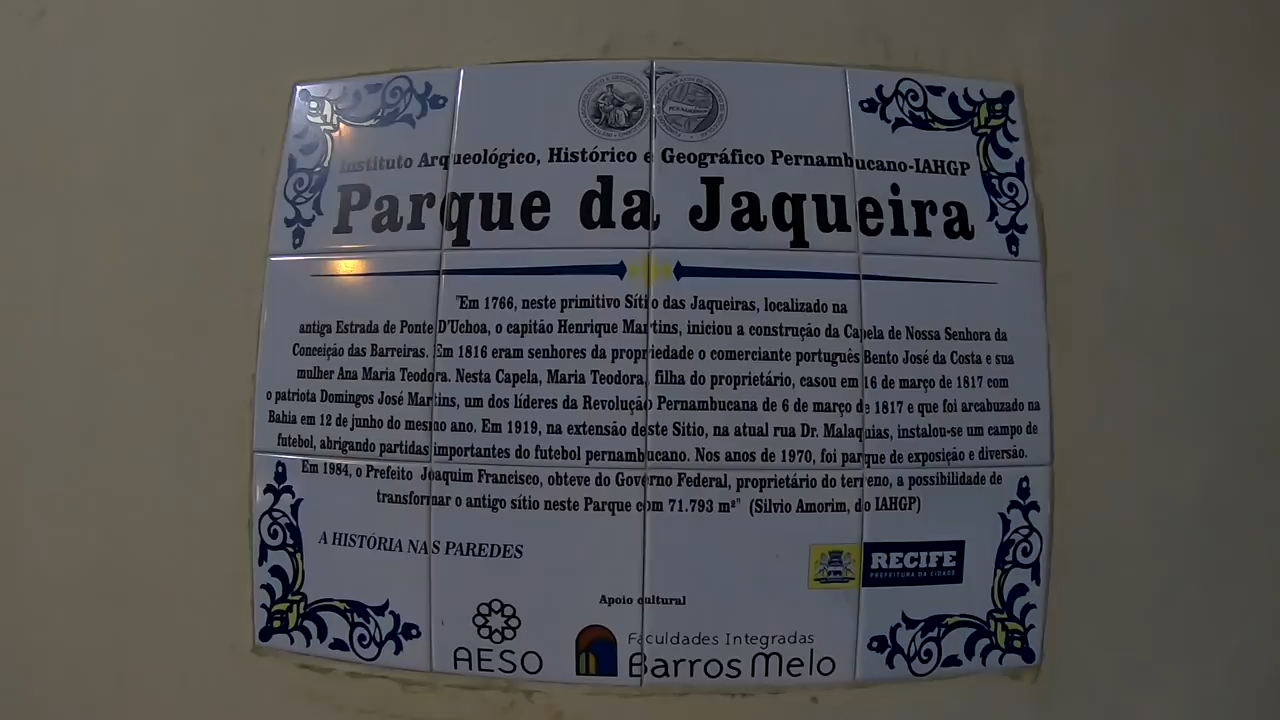 Instituto Arqueológico, Histórico e Geográfico Pernambucano-IAHGP
Parque da Jaqueira
"Em 1766, neste primitivo Sítio das Jaqueiras, localizado na
antiga Estrada de Ponte D'Uchoa, o capitão Henrique Martins, iniciou a construção da Capela de Nossa Senhora da
Conceição das Barreiras. Em 1816 eram senhores da propriedade o comerciante português Bento José da Costa e sua
mulher Ana Maria Teodora. Nesta Capela, Maria Teodora, filha do proprietário, casou em 16 de março de 1817 com
o patriota Domingos José Martins, um dos líderes da Revolução Pernambucana de 6 de março de 1817 e que foi arcabuzado na
Bahia em 12 de junho do mesmo ano. Em 1919, na extensão deste Sitio, na atual rua Dr. Malaquias, instalou-se um campo de
futebol, abrigando partidas importantes do futebol pernambucano. Nos anos de 1970, foi parque de exposição e diversão.
Em 1984, o Prefeito Joaquim Francisco, obteve do Governo Federal, proprietário do terreno, a possibilidade de
transformar o antigo sítio neste Parque com 71.793 m²" (Silvio Amorim, do IAHGP)
A HISTÓRIA NAS PAREDES
RECIFE
PREFEITURA DA CIDADE
Apoio cultural
AESO
Faculdades Integradas
Barros Melo